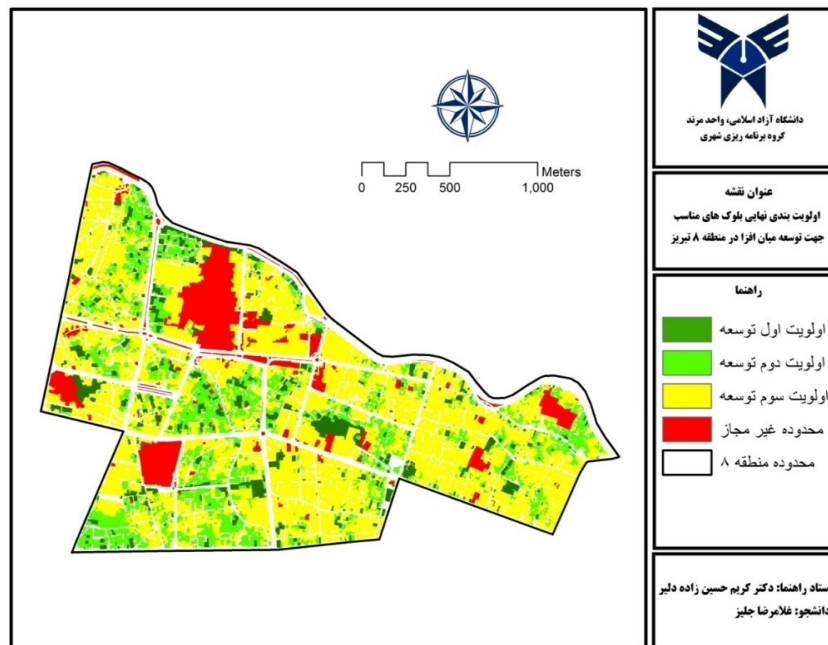 دانشگاه آزاد اسلامی، واحد مرند
گروه برنامه ریزی شهری
عنوان نقشه
اولویت بندی نهایی بلوک های مناسب
جهت توسعه میان افزا در منطقه ۸ تبریز
راهنما
اولویت اول توسعه
اولویت دوم توسعه
اولویت سوم توسعه
محدوده غیر مجاز
محدوده منطقه ۸
ستاد راهنما: دکتر کریم حسین زاده دلیر
دانشجو: غلامرضا جلیز
Meters
0 250 500 1,000